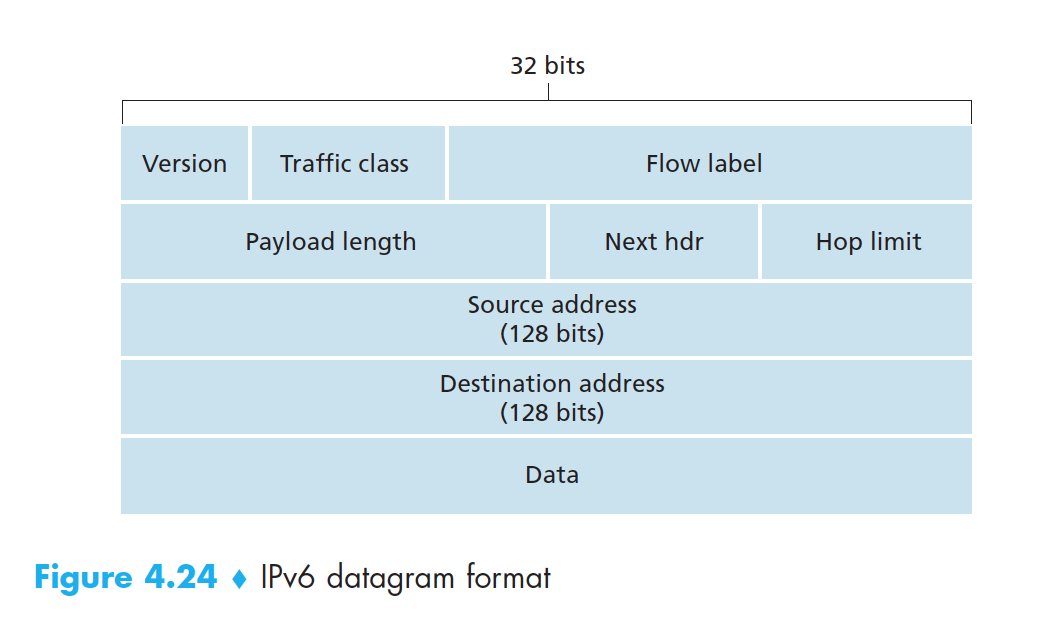 32 bits
Version Traffic class Flow label
Payload length Next hdr Hop limit
Source address
(128 bits)
Destination address
(128 bits)
Data
Figure 4.24 ♦ IPv6 datagram format